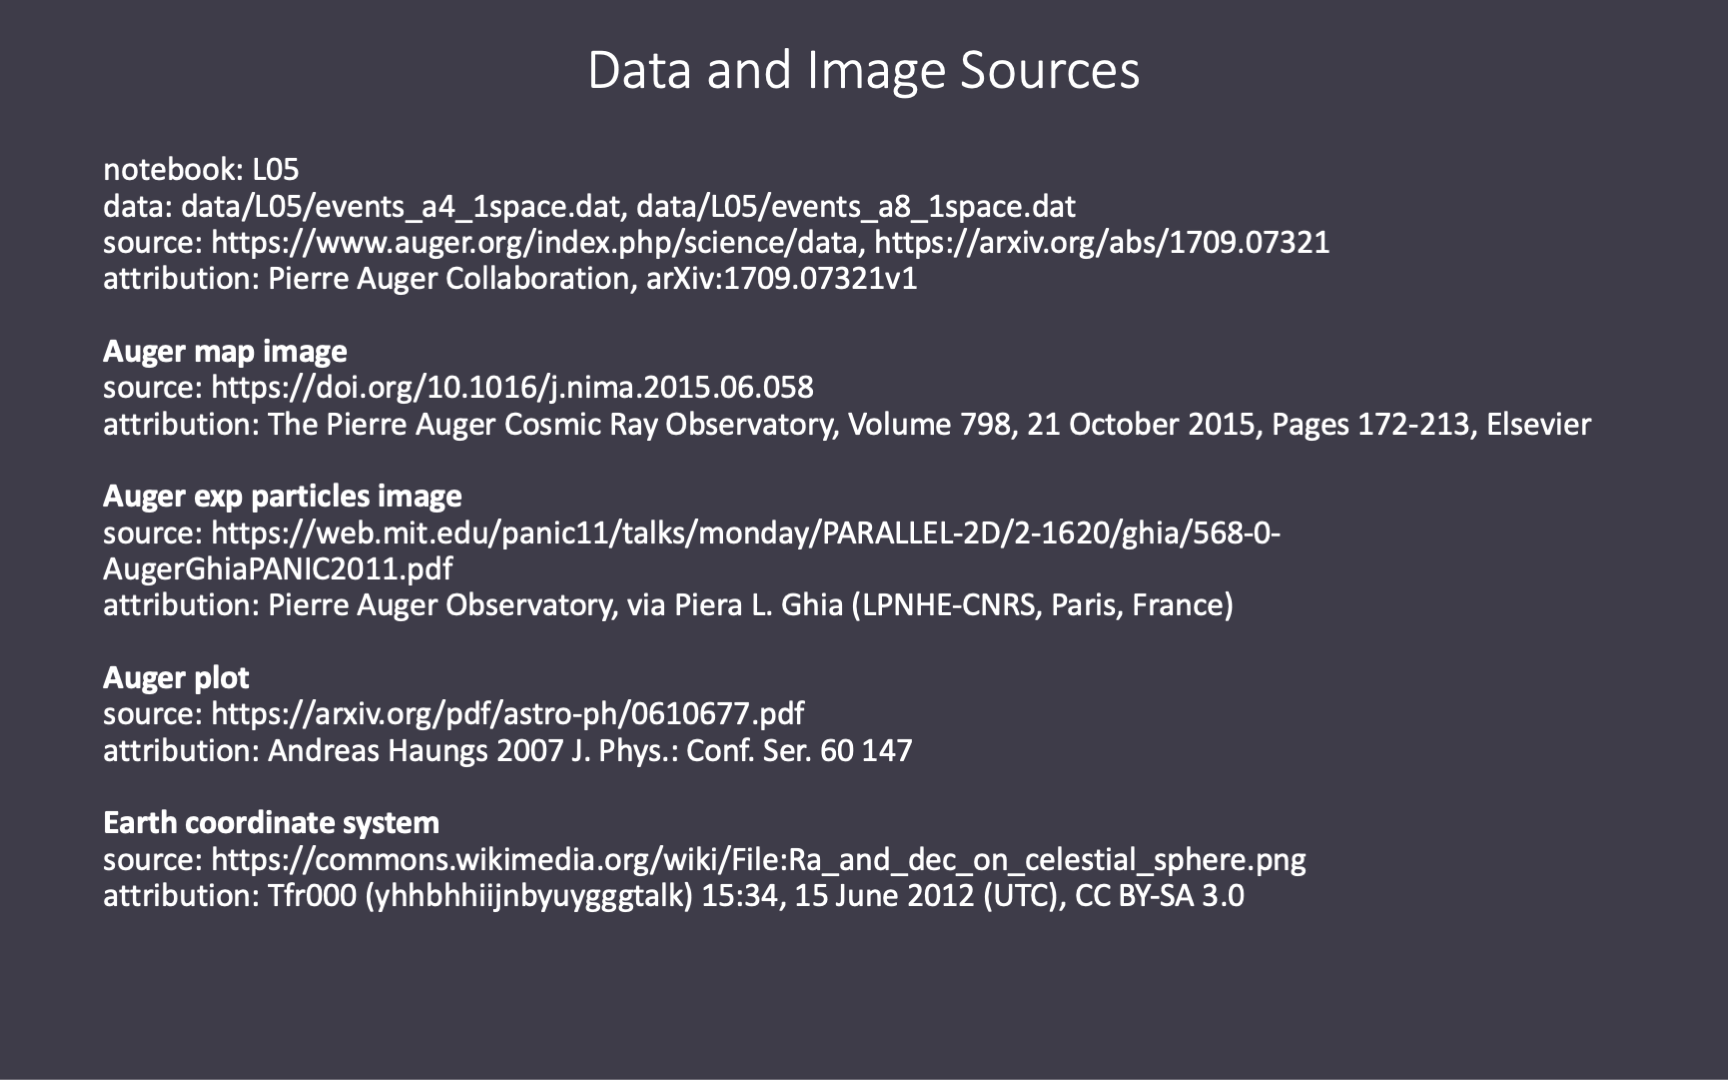 Data and Image Sources
notebook: L05
data: data/L05/events_a4_1space.dat, data/L05/events_a8_1space.dat
source: https://www.auger.org/index.php/science/data, https://arxiv.org/abs/1709.07321
attribution: Pierre Auger Collaboration, arXiv:1709.07321v1
Auger map image
source: https://doi.org/10.1016/j.nima.2015.06.058
attribution: The Pierre Auger Cosmic Ray Observatory, Volume 798, 21 October 2015, Pages 172-213, Elsevier
Auger exp particles image
source: https://web.mit.edu/panic11/talks/monday/PARALLEL-2D/2-1620/ghia/568-0-
AugerGhiaPANIC2011.pdf
attribution: Pierre Auger Observatory, via Piera L. Ghia (LPNHE-CNRS, Paris, France)
Auger plot
source: https://arxiv.org/pdf/astro-ph/0610677.pdf
attribution: Andreas Haungs 2007 J. Phys.: Conf. Ser. 60 147
Earth coordinate system
source: https://commons.wikimedia.org/wiki/File:Ra_and_dec_on_celestial_sphere.png
attribution: Tfr000 (yhhbhhiijnbyuygggtalk) 15:34, 15 June 2012 (UTC), CC BY-SA 3.0